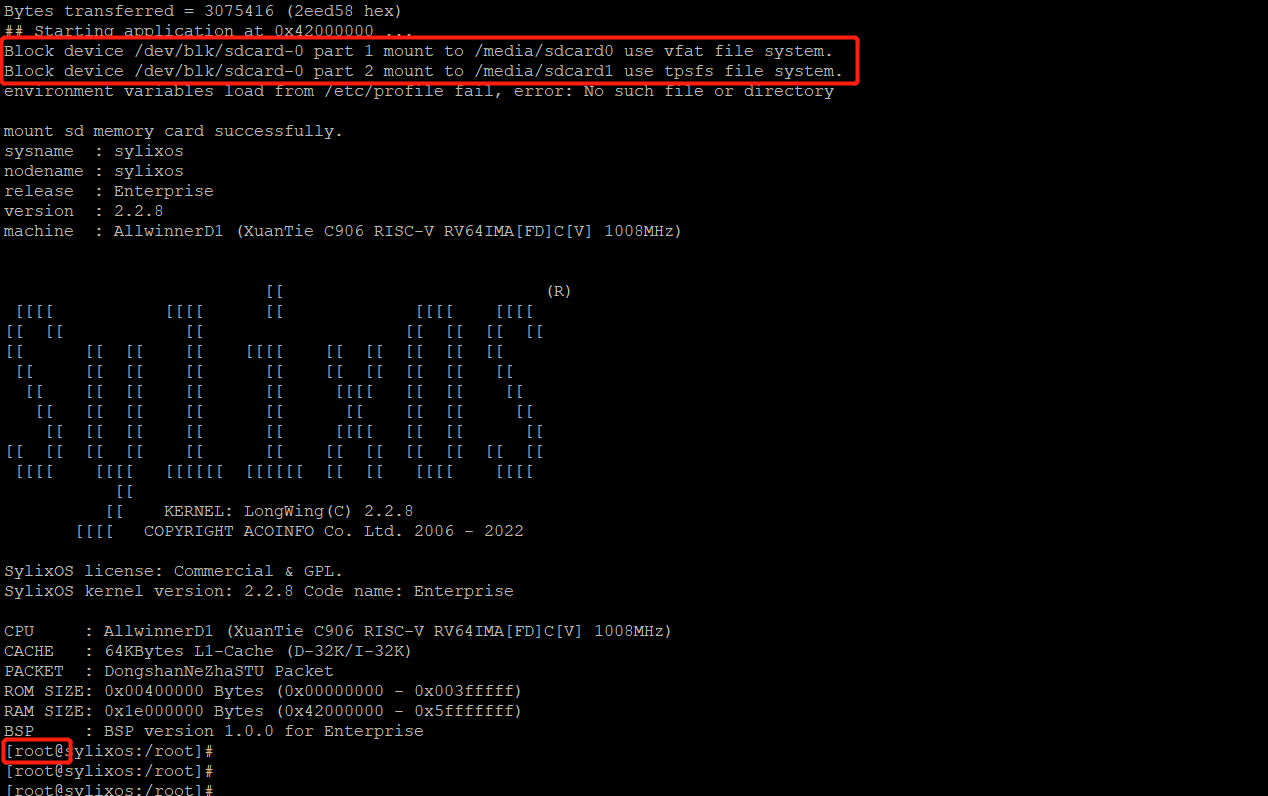 Bytes transferred = 3075416 (2eed58 hex)
## Starting application at 0x42000000 ...
Block device /dev/blk/sdcard-0 part 1 mount to /media/sdcard0 use vfat file system.
Block device /dev/blk/sdcard-0 part 2 mount to /media/sdcard1 use tpsfs file system.
environment variables load from /etc/profile fail, error: No such file or directory
mount sd memory card successfully.
sysname  : sylixos
nodename : sylixos
release  : Enterprise
version  : 2.2.8
machine  : AllwinnerD1 (XuanTie C906 RISC-V RV64IMA[FD]C[V] 1008MHz)
                          [[                          (R)
 [[[[           [[[[      [[             [[[[    [[[[
[[  [[            [[                    [[  [[  [[  [[
[[      [[  [[    [[    [[[[    [[  [[  [[  [[  [[
 [[     [[  [[    [[      [[    [[  [[  [[  [[   [[
  [[    [[  [[    [[      [[     [[[[   [[  [[    [[
   [[   [[  [[    [[      [[      [[    [[  [[     [[
    [[  [[  [[    [[      [[     [[[[   [[  [[      [[
[[  [[  [[  [[    [[      [[    [[  [[  [[  [[  [[  [[
 [[[[    [[[[   [[[[[[  [[[[[[  [[  [[   [[[[    [[[[
           [[
          [[    KERNEL: LongWing(C) 2.2.8
       [[[[   COPYRIGHT ACOINFO Co. Ltd. 2006 - 2022
SylixOS license: Commercial & GPL.
SylixOS kernel version: 2.2.8 Code name: Enterprise
CPU     : AllwinnerD1 (XuanTie C906 RISC-V RV64IMA[FD]C[V] 1008MHz)
CACHE   : 64KBytes L1-Cache (D-32K/I-32K)
PACKET  : DongshanNeZhaSTU Packet
ROM SIZE: 0x00400000 Bytes (0x00000000 - 0x003fffff)
RAM SIZE: 0x1e000000 Bytes (0x42000000 - 0x5fffffff)
BSP     : BSP version 1.0.0 for Enterprise
[root@sylixos:/root]#
[root@sylixos:/root]#
[root@sylixos:/root]#